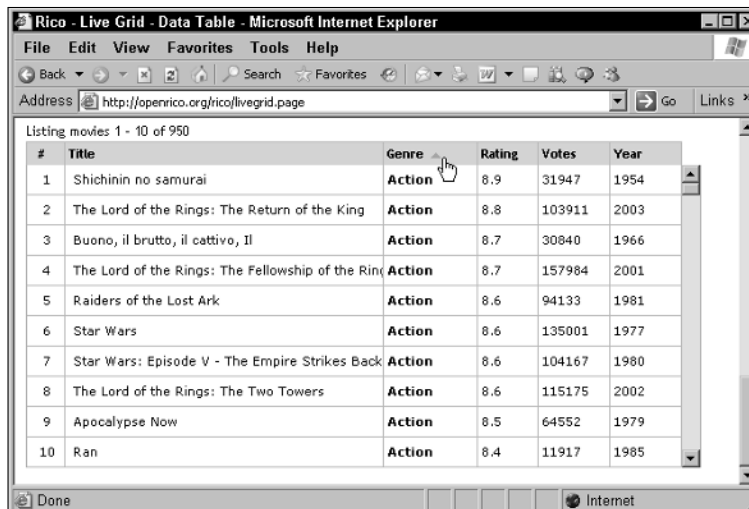 Rico - Live Grid - Data Table - Microsoft Internet Explorer
File Edit View Favorites Tools Help
Back Search Favorites
Address http://openrico.org/rico/livegrid.page Go Links »
Listing movies 1 - 10 of 950
# Title Genre Rating Votes Year
1 Shichinin no samurai Action 8.9 31947 1954
2 The Lord of the Rings: The Return of the King Action 8.8 103911 2003
3 Buono, il brutto, il cattivo, Il Action 8.7 30840 1966
4 The Lord of the Rings: The Fellowship of the Ring Action 8.7 157984 2001
5 Raiders of the Lost Ark Action 8.6 94133 1981
6 Star Wars Action 8.6 135001 1977
7 Star Wars: Episode V - The Empire Strikes Back Action 8.6 104167 1980
8 The Lord of the Rings: The Two Towers Action 8.6 115175 2002
9 Apocalypse Now Action 8.5 64552 1979
10 Ran Action 8.4 11917 1985
Done Internet